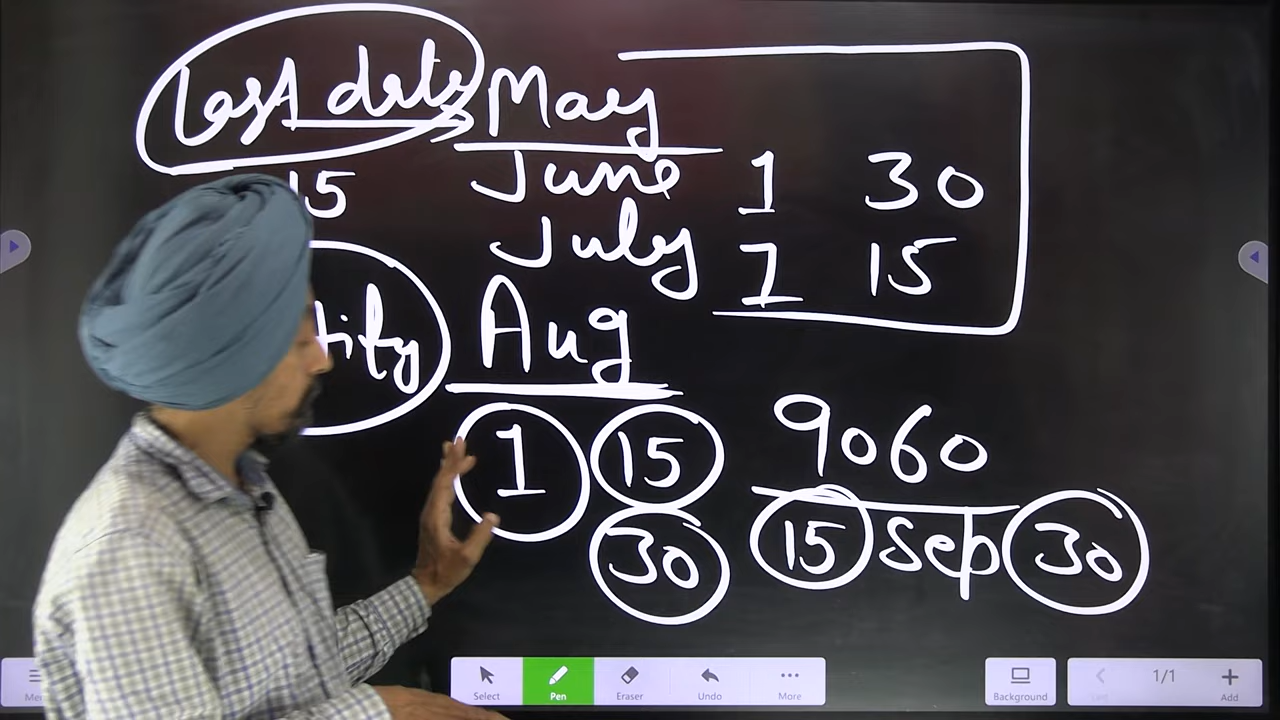 Last date May
15 June 1 30
July 1 15
Aug
1 15 9060
30 15 Sep 30
Select Pen Eraser Undo More Background 1/1 Add